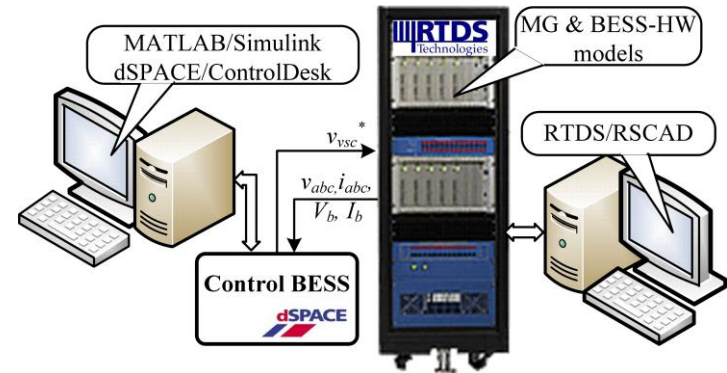 MATLAB/Simulink
dSPACE/ControlDesk
RTDS
Technologies
MG & BESS-HW
models
RTDS/RSCAD
v_vsc*
v_abc, i_abc,
V_b, I_b
Control BESS
dSPACE